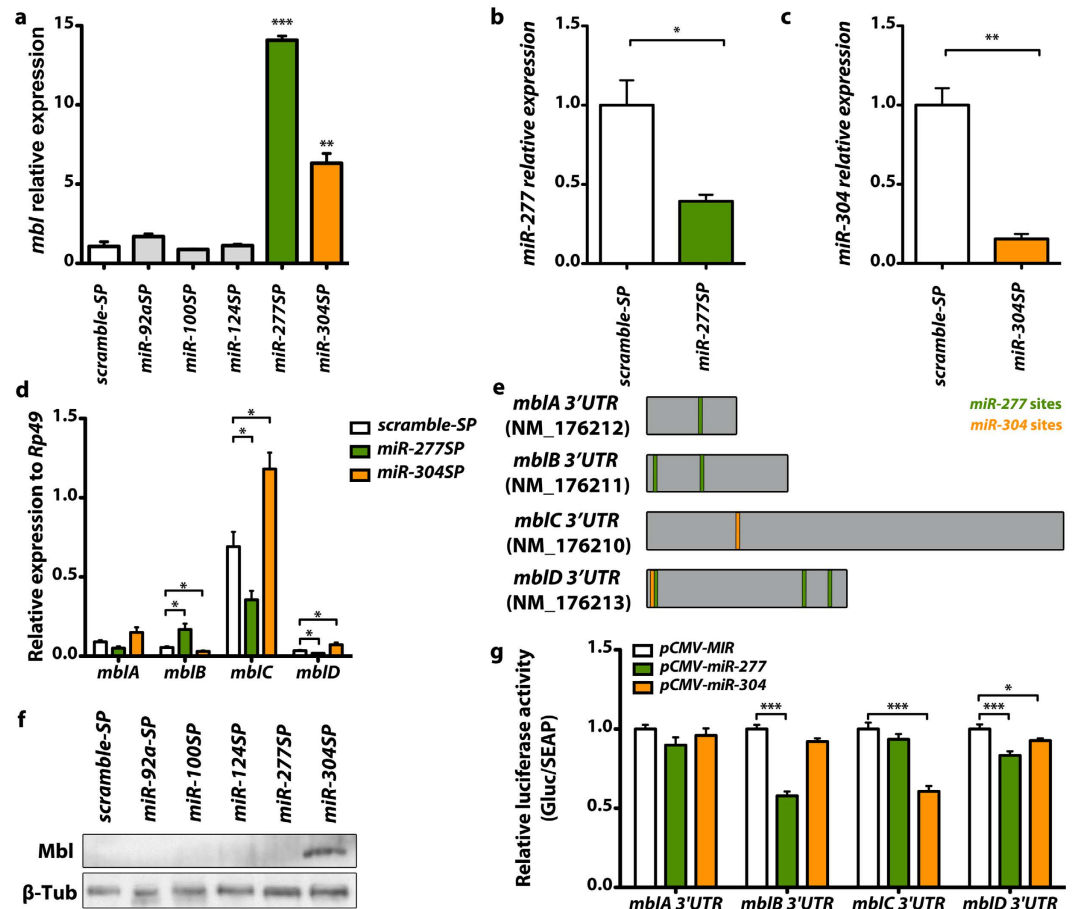 a
mbl relative expression
15
10
5
0
scramble-SP
miR-92aSP
miR-100SP
miR-124SP
miR-277SP
miR-304SP
***
**
b
miR-277 relative expression
1.5
1.0
0.5
0.0
*
scramble-SP
miR-277SP
c
miR-304 relative expression
1.5
1.0
0.5
0.0
**
scramble-SP
miR-304SP
d
Relative expression to Rp49
1.5
1.0
0.5
0.0
* *
* *
* *
mblA mblB mblC mblD
scramble-SP
miR-277SP
miR-304SP
e
mblA 3'UTR
(NM_176212)
mblB 3'UTR
(NM_176211)
mblC 3'UTR
(NM_176210)
mblD 3'UTR
(NM_176213)
miR-277 sites
miR-304 sites
f
scramble-SP
miR-92a-SP
miR-100SP
miR-124SP
miR-277SP
miR-304SP
Mbl
β-Tub
g
Relative luciferase activity
(Gluc/SEAP)
1.5
1.0
0.5
0.0
pCMV-MIR
pCMV-miR-277
pCMV-miR-304
***
***
*
***
mblA 3'UTR mblB 3'UTR mblC 3'UTR mblD 3'UTR